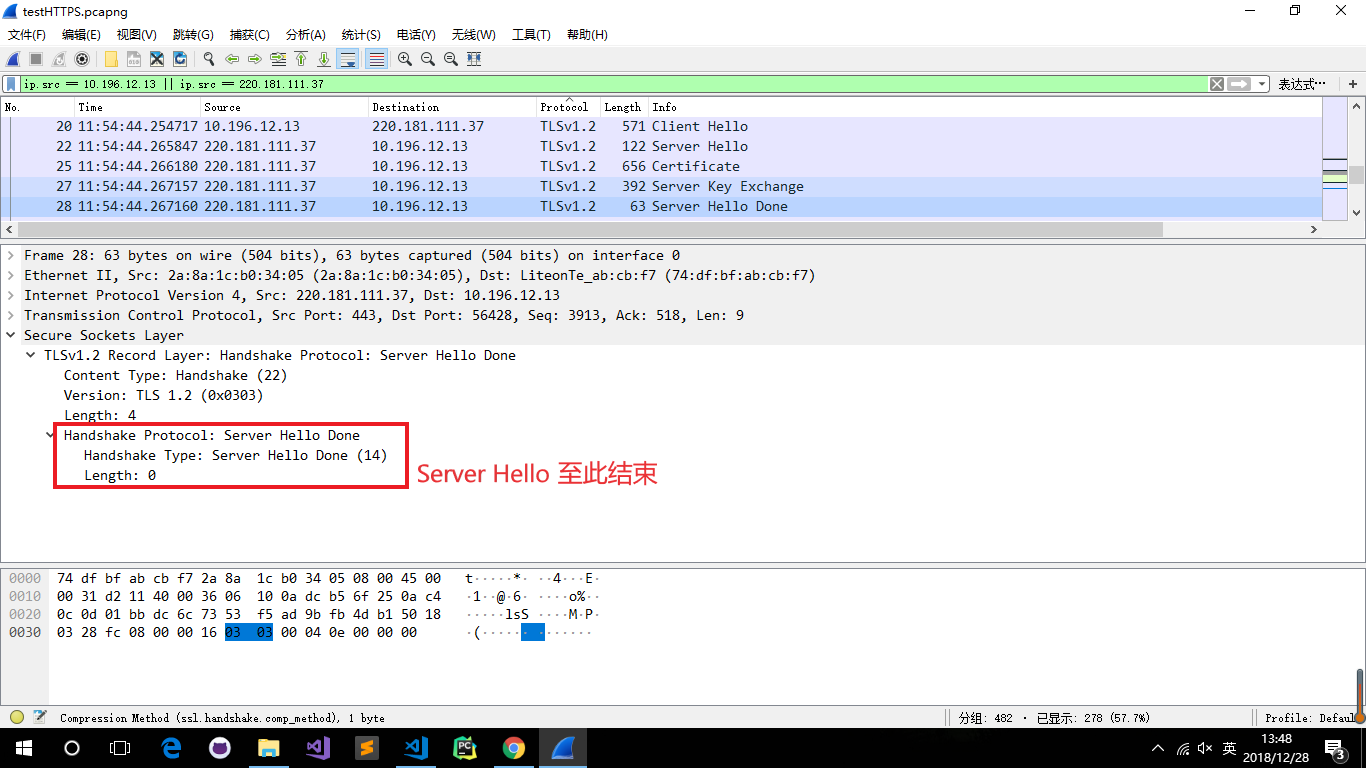 testHTTPS.pcapng
文件(F) 编辑(E) 视图(V) 跳转(G) 捕获(C) 分析(A) 统计(S) 电话(Y) 无线(W) 工具(T) 帮助(H)
ip.src == 10.196.12.13 || ip.src == 220.181.111.37 表达式…
No. Time Source Destination Protocol Length Info
20 11:54:44.254717 10.196.12.13 220.181.111.37 TLSv1.2 571 Client Hello
22 11:54:44.265847 220.181.111.37 10.196.12.13 TLSv1.2 122 Server Hello
25 11:54:44.266180 220.181.111.37 10.196.12.13 TLSv1.2 656 Certificate
27 11:54:44.267157 220.181.111.37 10.196.12.13 TLSv1.2 392 Server Key Exchange
28 11:54:44.267160 220.181.111.37 10.196.12.13 TLSv1.2 63 Server Hello Done
Frame 28: 63 bytes on wire (504 bits), 63 bytes captured (504 bits) on interface 0
Ethernet II, Src: 2a:8a:1c:b0:34:05 (2a:8a:1c:b0:34:05), Dst: LiteonTe_ab:cb:f7 (74:df:bf:ab:cb:f7)
Internet Protocol Version 4, Src: 220.181.111.37, Dst: 10.196.12.13
Transmission Control Protocol, Src Port: 443, Dst Port: 56428, Seq: 3913, Ack: 518, Len: 9
Secure Sockets Layer
TLSv1.2 Record Layer: Handshake Protocol: Server Hello Done
Content Type: Handshake (22)
Version: TLS 1.2 (0x0303)
Length: 4
Handshake Protocol: Server Hello Done
Handshake Type: Server Hello Done (14)
Length: 0
Server Hello 至此结束
0000 74 df bf ab cb f7 2a 8a 1c b0 34 05 08 00 45 00 t·····*· ··4···E·
0010 00 31 d2 11 40 00 36 06 10 0a dc b5 6f 25 0a c4 ·1··@·6· ····o%··
0020 0c 0d 01 bb dc 6c 73 53 f5 ad 9b fb 4d b1 50 18 ·····lsS ····M·P·
0030 03 28 fc 08 00 00 16 03 03 00 04 0e 00 00 00 ·(····· · ······
Compression Method (ssl.handshake.comp_method), 1 byte 分组: 482 · 已显示: 278 (57.7%) Profile: Defaul
英 13:48
2018/12/28
3